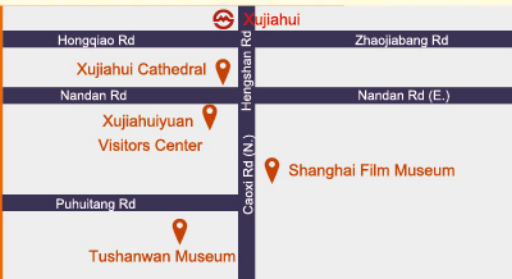 Xujiahui
Hongqiao Rd
Hengshan Rd
Zhaojiabang Rd
Xujiahui Cathedral
Nandan Rd
Nandan Rd (E.)
Xujiahuiyuan
Visitors Center
Caoxi Rd (N.)
Shanghai Film Museum
Puhuitang Rd
Tushanwan Museum